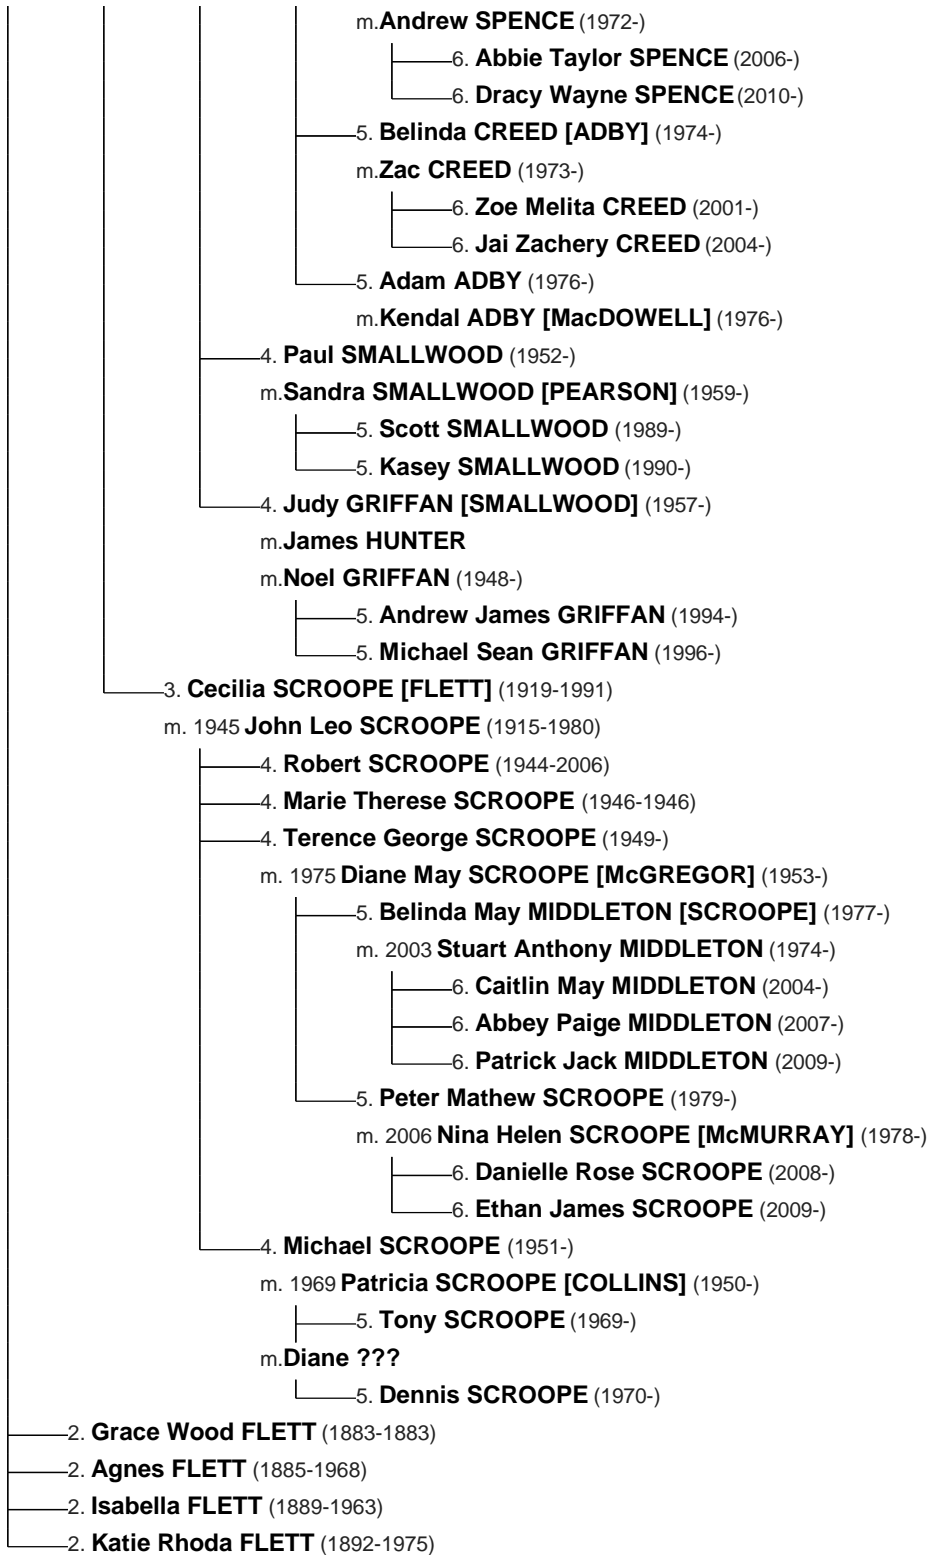 m.Andrew SPENCE (1972-)
6. Abbie Taylor SPENCE (2006-)
6. Dracy Wayne SPENCE (2010-)
5. Belinda CREED [ADBY] (1974-)
m.Zac CREED (1973-)
6. Zoe Melita CREED (2001-)
6. Jai Zachery CREED (2004-)
5. Adam ADBY (1976-)
m.Kendal ADBY [MacDOWELL] (1976-)
4. Paul SMALLWOOD (1952-)
m.Sandra SMALLWOOD [PEARSON] (1959-)
5. Scott SMALLWOOD (1989-)
5. Kasey SMALLWOOD (1990-)
4. Judy GRIFFAN [SMALLWOOD] (1957-)
m.James HUNTER
m.Noel GRIFFAN (1948-)
5. Andrew James GRIFFAN (1994-)
5. Michael Sean GRIFFAN (1996-)
3. Cecilia SCROOPE [FLETT] (1919-1991)
m. 1945 John Leo SCROOPE (1915-1980)
4. Robert SCROOPE (1944-2006)
4. Marie Therese SCROOPE (1946-1946)
4. Terence George SCROOPE (1949-)
m. 1975 Diane May SCROOPE [McGREGOR] (1953-)
5. Belinda May MIDDLETON [SCROOPE] (1977-)
m. 2003 Stuart Anthony MIDDLETON (1974-)
6. Caitlin May MIDDLETON (2004-)
6. Abbey Paige MIDDLETON (2007-)
6. Patrick Jack MIDDLETON (2009-)
5. Peter Mathew SCROOPE (1979-)
m. 2006 Nina Helen SCROOPE [McMURRAY] (1978-)
6. Danielle Rose SCROOPE (2008-)
6. Ethan James SCROOPE (2009-)
4. Michael SCROOPE (1951-)
m. 1969 Patricia SCROOPE [COLLINS] (1950-)
5. Tony SCROOPE (1969-)
m.Diane ???
5. Dennis SCROOPE (1970-)
2. Grace Wood FLETT (1883-1883)
2. Agnes FLETT (1885-1968)
2. Isabella FLETT (1889-1963)
2. Katie Rhoda FLETT (1892-1975)